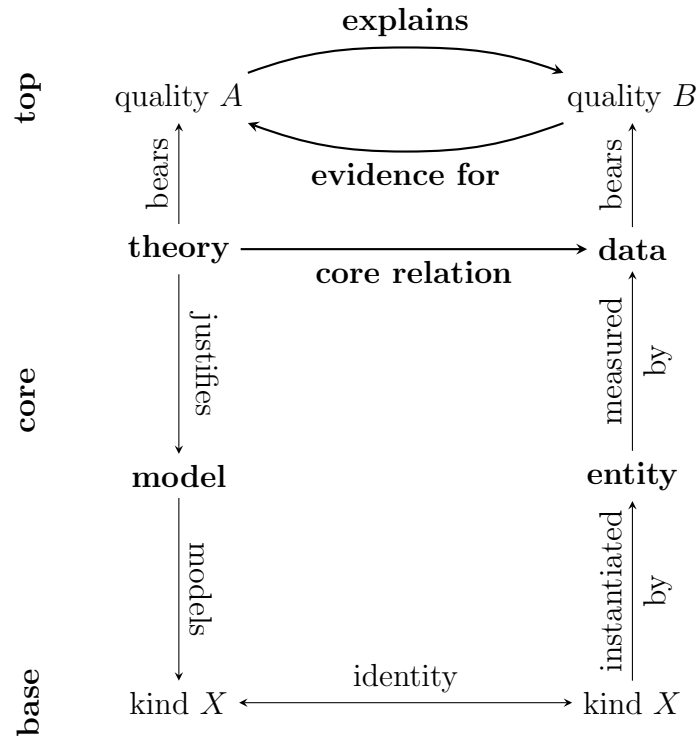 explains
top
quality A
quality B
evidence for
bears
bears
theory
data
core relation
justifies
measured
by
core
model
entity
models
instantiated
by
base
kind X
identity
kind X